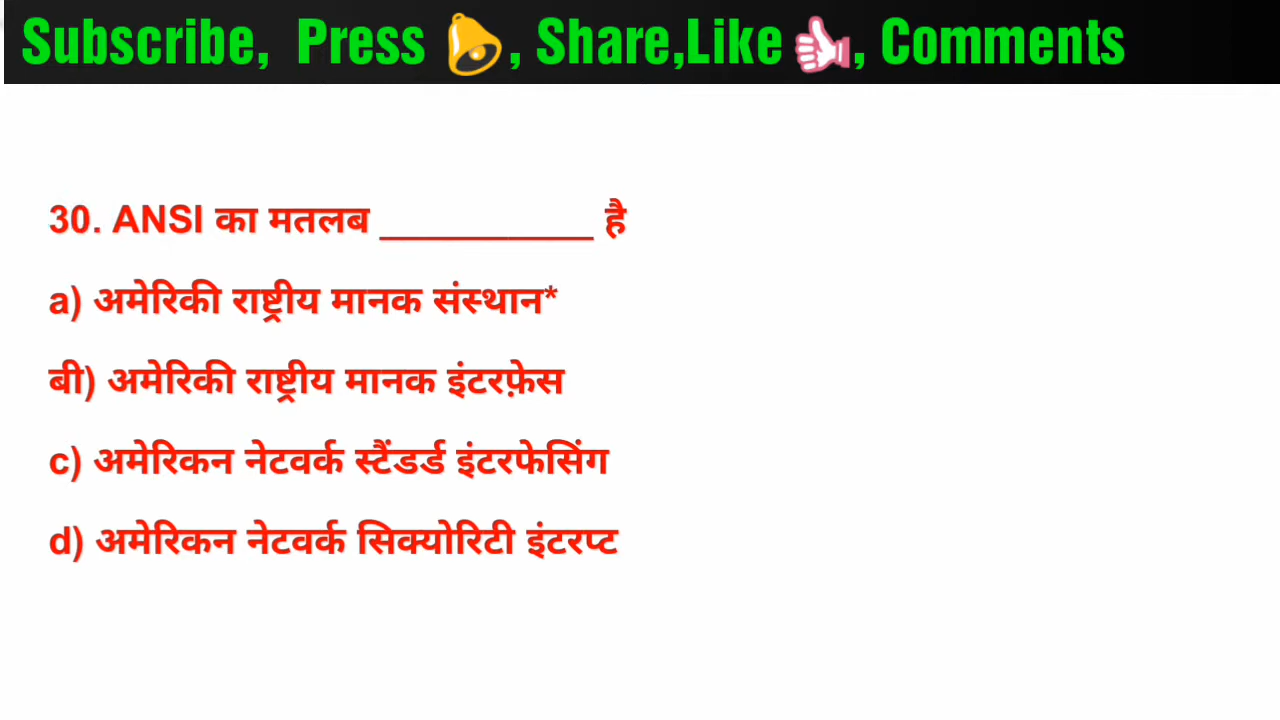 Subscribe, Press 🔔, Share,Like 👍, Comments
30. ANSI का मतलब ___________ है
a) अमेरिकी राष्ट्रीय मानक संस्थान*
बी) अमेरिकी राष्ट्रीय मानक इंटरफ़ेस
c) अमेरिकन नेटवर्क स्टैंडर्ड इंटरफेसिंग
d) अमेरिकन नेटवर्क सिक्योरिटी इंटरप्ट